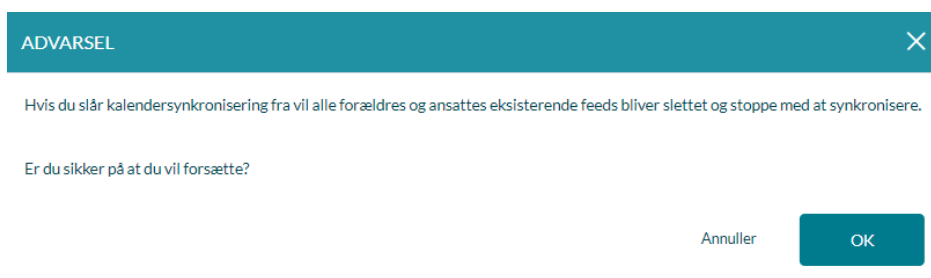 ADVARSEL
Hvis du slår kalendersynkronisering fra vil alle forældres og ansattes eksisterende feeds bliver slettet og stoppe med at synkronisere.
Er du sikker på at du vil forsætte?
Annuller
OK